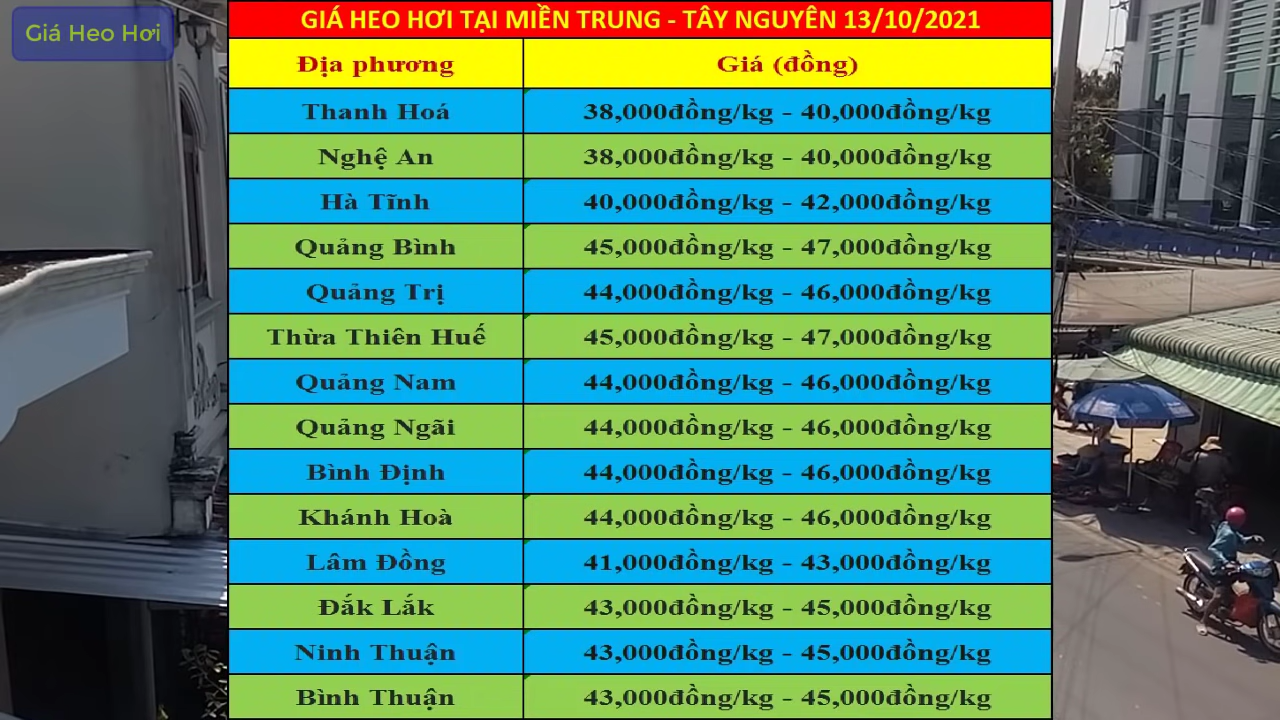 Giá Heo Hơi
GIÁ HEO HƠI TẠI MIỀN TRUNG - TÂY NGUYÊN 13/10/2021
Địa phương Giá (đồng)
Thanh Hoá 38,000đồng/kg - 40,000đồng/kg
Nghệ An 38,000đồng/kg - 40,000đồng/kg
Hà Tĩnh 40,000đồng/kg - 42,000đồng/kg
Quảng Bình 45,000đồng/kg - 47,000đồng/kg
Quảng Trị 44,000đồng/kg - 46,000đồng/kg
Thừa Thiên Huế 45,000đồng/kg - 47,000đồng/kg
Quảng Nam 44,000đồng/kg - 46,000đồng/kg
Quảng Ngãi 44,000đồng/kg - 46,000đồng/kg
Bình Định 44,000đồng/kg - 46,000đồng/kg
Khánh Hoà 44,000đồng/kg - 46,000đồng/kg
Lâm Đồng 41,000đồng/kg - 43,000đồng/kg
Đắk Lắk 43,000đồng/kg - 45,000đồng/kg
Ninh Thuận 43,000đồng/kg - 45,000đồng/kg
Bình Thuận 43,000đồng/kg - 45,000đồng/kg